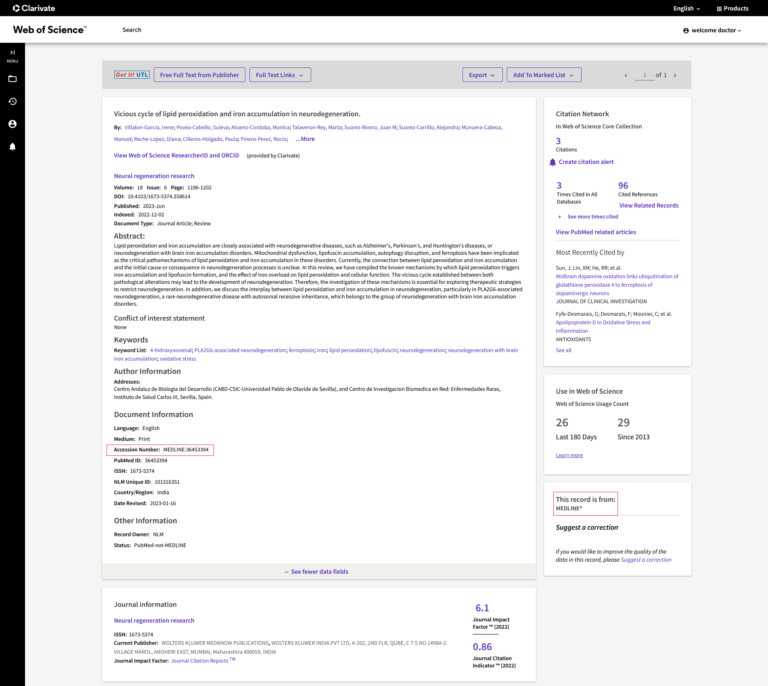 Clarivate
English
Products
Web of Science™
Search
welcome doctor
MENU
Get it! UTL
Free Full Text from Publisher
Full Text Links
Export
Add To Marked List
1 of 1
Vicious cycle of lipid peroxidation and iron accumulation in neurodegeneration.
By: Villalon-Garcia, Irene; Povea-Cabello, Suleva; Alvarez-Cordoba, Monica; Talaveron-Rey, Marta; Suarez-Rivero, Juan M; Suarez-Carrillo, Alejandra; Munuera-Cabeza,
Manuel; Reche-Lopez, Diana; Cilleros-Holgado, Paula; Pinero-Perez, Rocio; ...More
View Web of Science ResearcherID and ORCID (provided by Clarivate)
Neural regeneration research
Volume: 18 Issue: 6 Page: 1196-1202
DOI: 10.4103/1673-5374.358614
Published: 2023-Jun
Indexed: 2022-12-02
Document Type: Journal Article; Review
Abstract:
Lipid peroxidation and iron accumulation are closely associated with neurodegenerative diseases, such as Alzheimer's, Parkinson's, and Huntington's diseases, or
neurodegeneration with brain iron accumulation disorders. Mitochondrial dysfunction, lipofuscin accumulation, autophagy disruption, and ferroptosis have been implicated
as the critical pathomechanisms of lipid peroxidation and iron accumulation in these disorders. Currently, the connection between lipid peroxidation and iron accumulation
and the initial cause or consequence in neurodegeneration processes is unclear. In this review, we have compiled the known mechanisms by which lipid peroxidation triggers
iron accumulation and lipofuscin formation, and the effect of iron overload on lipid peroxidation and cellular function. The vicious cycle established between both
pathological alterations may lead to the development of neurodegeneration. Therefore, the investigation of these mechanisms is essential for exploring therapeutic strategies
to restrict neurodegeneration. In addition, we discuss the interplay between lipid peroxidation and iron accumulation in neurodegeneration, particularly in PLA2G6-associated
neurodegeneration, a rare neurodegenerative disease with autosomal recessive inheritance, which belongs to the group of neurodegeneration with brain iron accumulation
disorders.
Conflict of interest statement
None
Keywords
Keyword List: 4-hidroxynonenal; PLA2G6-associated neurodegeneration; ferroptosis; iron; lipid peroxidation; lipofuscin; neurodegeneration; neurodegeneration with brain
iron accumulation; oxidative stress
Author Information
Addresses:
Centro Andaluz de Biologia del Desarrollo (CABD-CSIC-Universidad Pablo de Olavide de Sevilla), and Centro de Investigacion Biomedica en Red: Enfermedades Raras,
Instituto de Salud Carlos III, Sevilla, Spain.
Document Information
Language: English
Medium: Print
Accession Number: MEDLINE:36453394
PubMed ID: 36453394
ISSN: 1673-5374
NLM Unique ID: 101316351
Country/Region: India
Date Revised: 2023-01-16
Other Information
Record Owner: NLM
Status: PubMed-not-MEDLINE
— See fewer data fields
Journal information
Neural regeneration research
ISSN: 1673-5374
Current Publisher: WOLTERS KLUWER MEDKNOW PUBLICATIONS, WOLTERS KLUWER INDIA PVT LTD, A-202, 2ND FLR, QUBE, C T S NO 1498A-2
VILLAGE MAROL, ANDHERI EAST, MUMBAI, Maharashtra 400059, INDIA
Journal Impact Factor: Journal Citation Reports ™
6.1
Journal Impact
Factor ™ (2022)
0.86
Journal Citation
Indicator ™ (2022)
Citation Network
In Web of Science Core Collection
3
Citations
Create citation alert
3 96
Times Cited in All Cited References
Databases View Related Records
+ See more times cited
View PubMed related articles
Most Recently Cited by
Sun, J; Lin, XM; He, RR; et al.
Midbrain dopamine oxidation links ubiquitination of
glutathione peroxidase 4 to ferroptosis of
dopaminergic neurons
JOURNAL OF CLINICAL INVESTIGATION
Fyfe-Desmarais, G; Desmarais, F; Mounier, C; et al.
Apolipoprotein D in Oxidative Stress and
Inflammation
ANTIOXIDANTS
See all
Use in Web of Science
Web of Science Usage Count
26 29
Last 180 Days Since 2013
Learn more
This record is from:
MEDLINE®
Suggest a correction
If you would like to improve the quality of the
data in this record, please Suggest a correction